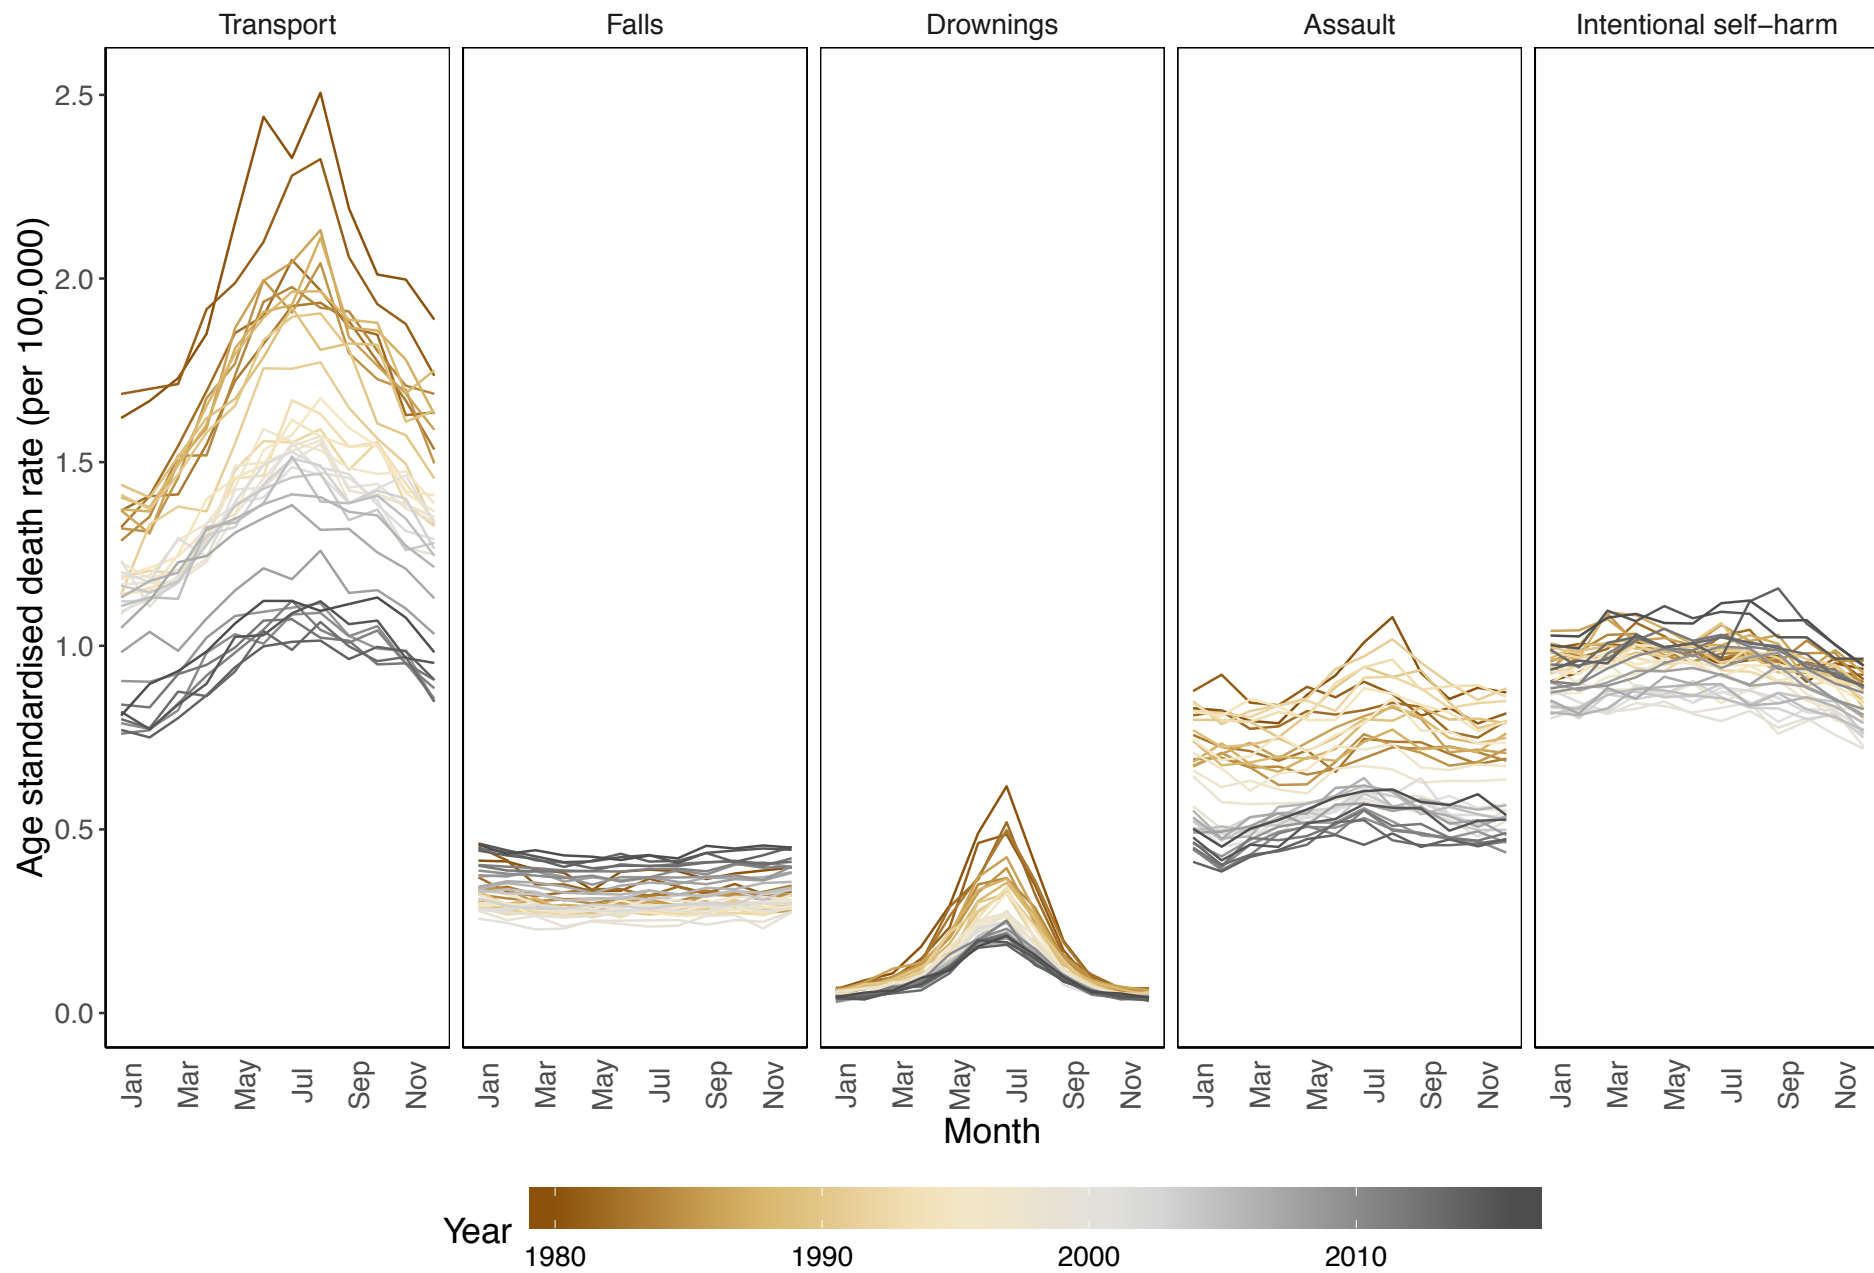 Transport Falls Drownings Assault Intentional self−harm
Age standardised death rate (per 100,000)
2.5
2.0
1.5
1.0
0.5
0.0
Jan Mar May Jul Sep Nov Jan Mar May Jul Sep Nov Jan Mar May Jul Sep Nov Jan Mar May Jul Sep Nov Jan Mar May Jul Sep Nov
Month
Year
1980 1990 2000 2010